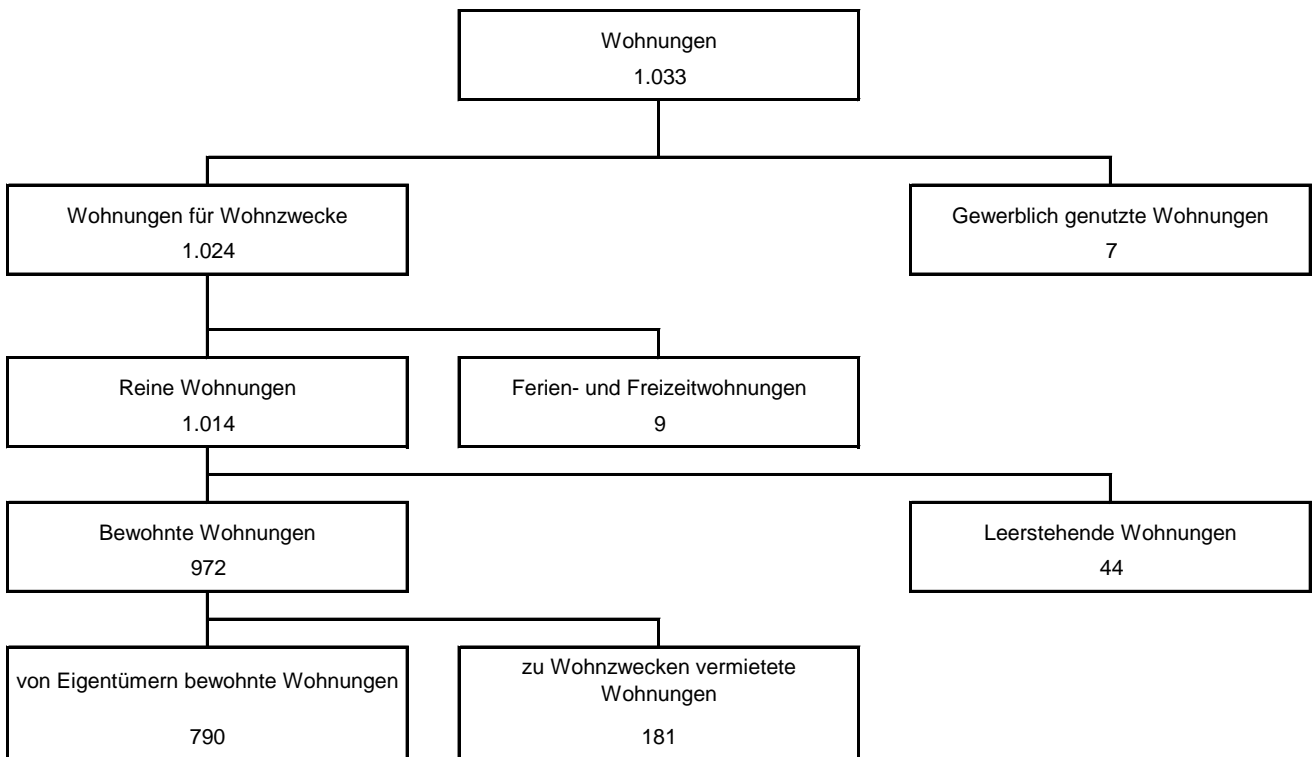 Wohnungen
1.033
Wohnungen für Wohnzwecke
1.024
Gewerblich genutzte Wohnungen
7
Reine Wohnungen
1.014
Ferien- und Freizeitwohnungen
9
Bewohnte Wohnungen
972
Leerstehende Wohnungen
44
von Eigentümern bewohnte Wohnungen
790
zu Wohnzwecken vermietete
Wohnungen
181